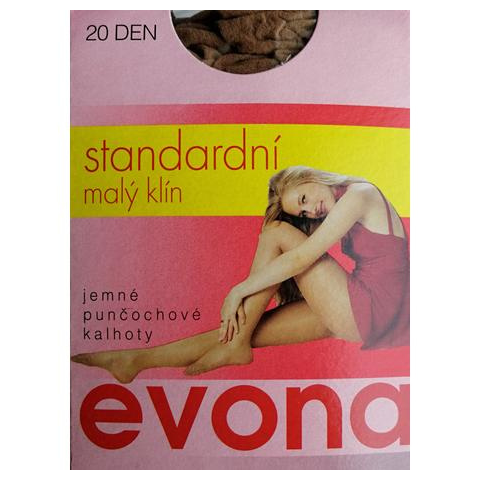 20 DEN
standardní
malý klín
jemné
punčochové
kalhoty
evona